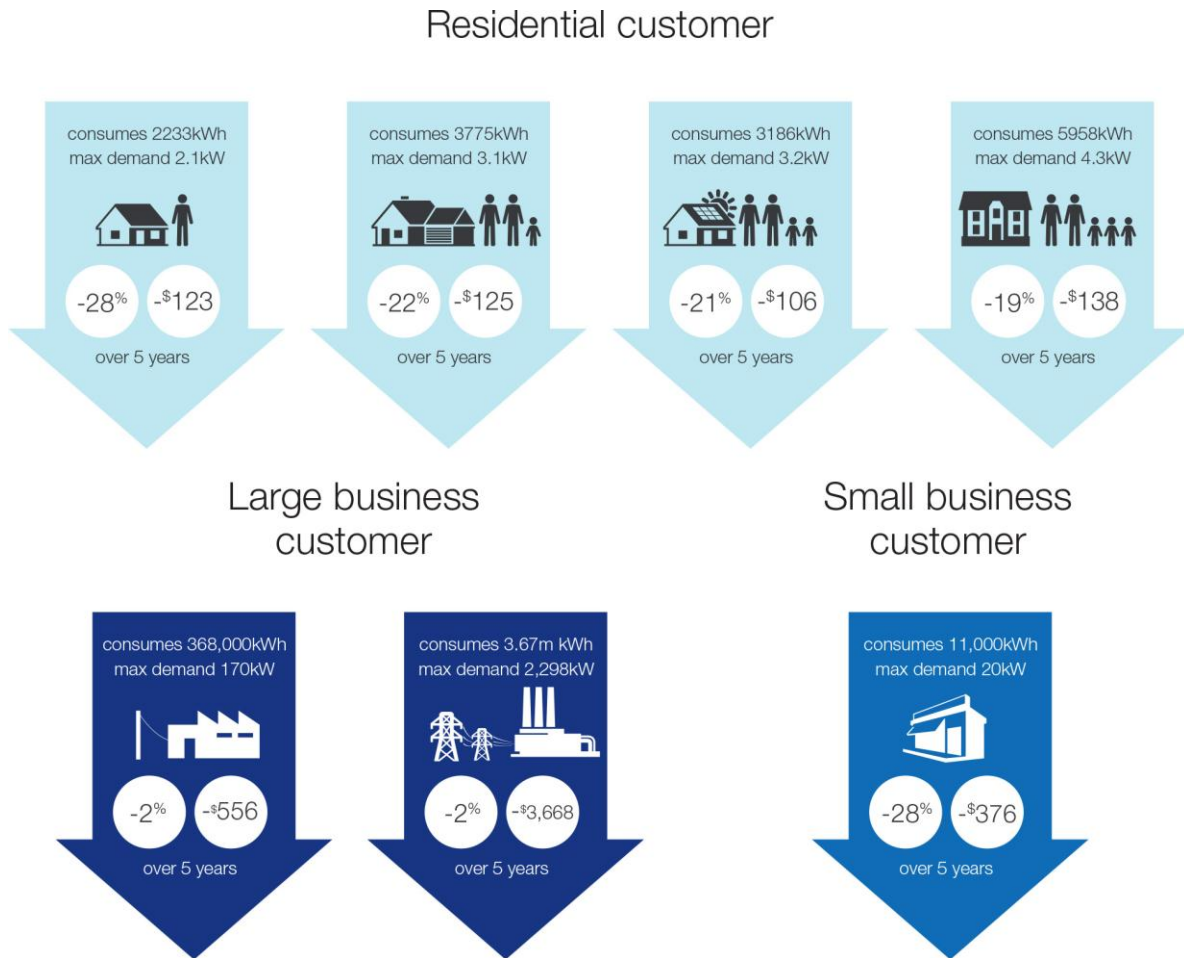 Residential customer
consumes 2233kWh
max demand 2.1kW
-28%
-$123
over 5 years
consumes 3775kWh
max demand 3.1kW
-22%
-$125
over 5 years
consumes 3186kWh
max demand 3.2kW
-21%
-$106
over 5 years
consumes 5958kWh
max demand 4.3kW
-19%
-$138
over 5 years
Large business
customer
consumes 368,000kWh
max demand 170kW
-2%
-$556
over 5 years
consumes 3.67m kWh
max demand 2,298kW
-2%
-$3,668
over 5 years
Small business
customer
consumes 11,000kWh
max demand 20kW
-28%
-$376
over 5 years